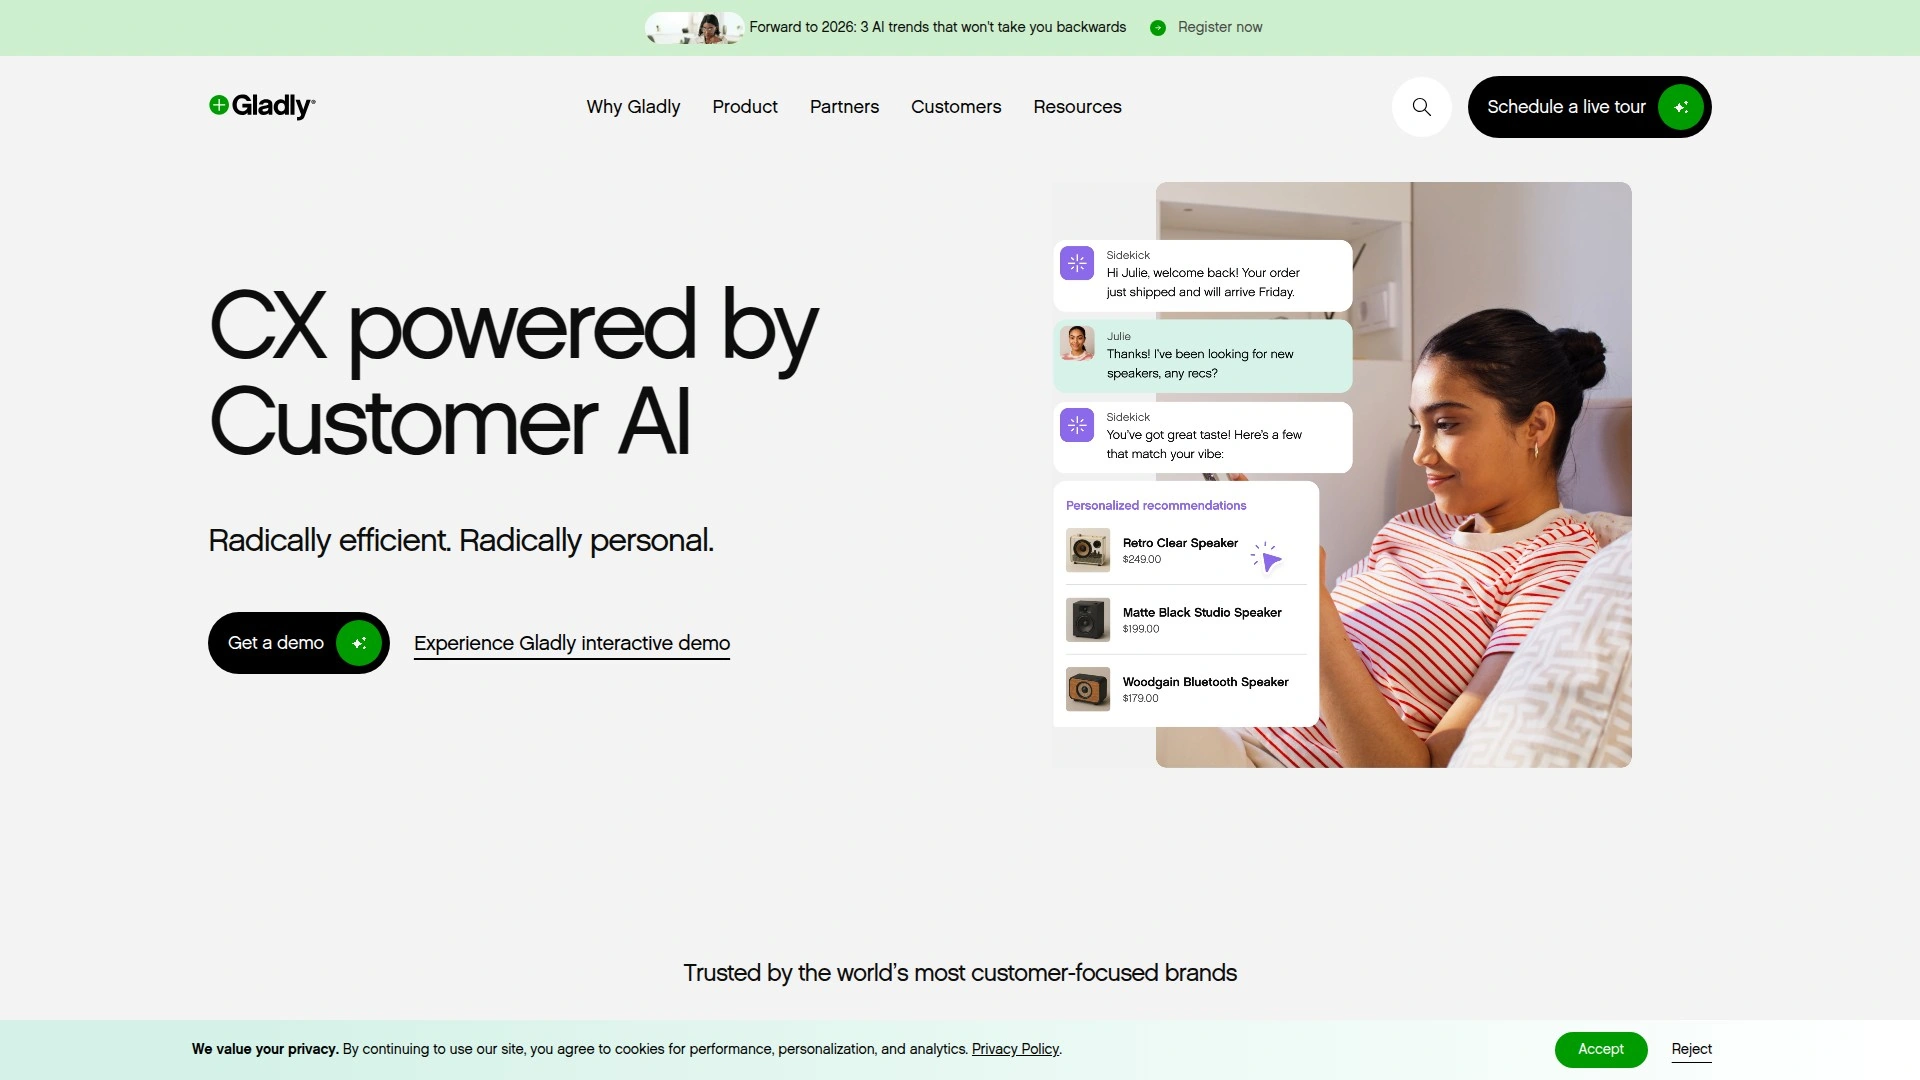 Forward to 2026: 3 AI trends that won't take you backwards
Register now
Gladly
Why Gladly
Product
Partners
Customers
Resources
Schedule a live tour
CX powered by
Customer AI
Radically efficient. Radically personal.
Get a demo
Experience Gladly interactive demo
Sidekick
Hi Julie, welcome back! Your order
just shipped and will arrive Friday.
Julie
Thanks! I've been looking for new
speakers, any recs?
Sidekick
You've got great taste! Here's a few
that match your vibe:
Personalized recommendations
Retro Clear Speaker
$249.00
Matte Black Studio Speaker
$199.00
Woodgain Bluetooth Speaker
$179.00
Trusted by the world's most customer-focused brands
We value your privacy. By continuing to use our site, you agree to cookies for performance, personalization, and analytics. Privacy Policy.
Accept
Reject